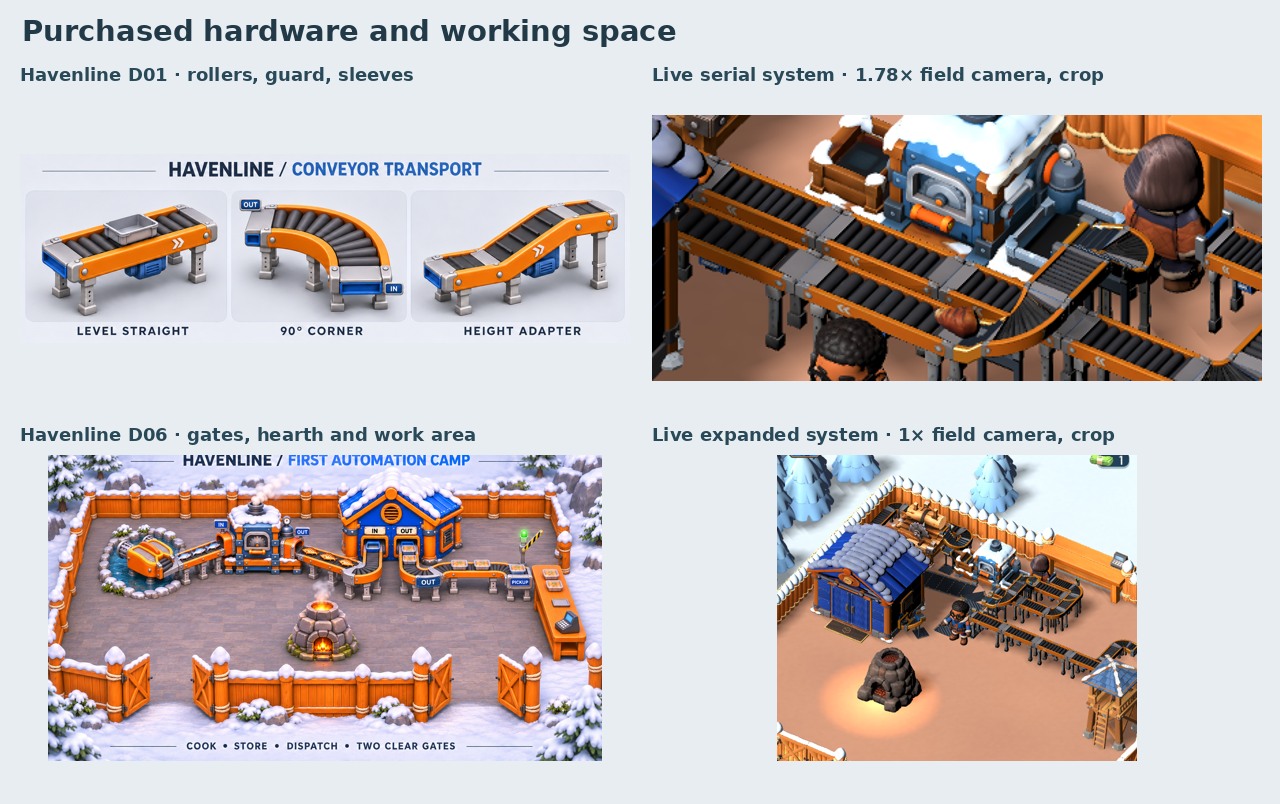 Purchased hardware and working space
Havenline D01 · rollers, guard, sleeves
Live serial system · 1.78× field camera, crop
HAVENLINE / CONVEYOR TRANSPORT
OUT
IN
LEVEL STRAIGHT
90° CORNER
HEIGHT ADAPTER
Havenline D06 · gates, hearth and work area
Live expanded system · 1× field camera, crop
HAVENLINE / FIRST AUTOMATION CAMP
1
IN
OUT
IN
OUT
OUT
PICKUP
COOK • STORE • DISPATCH • TWO CLEAR GATES